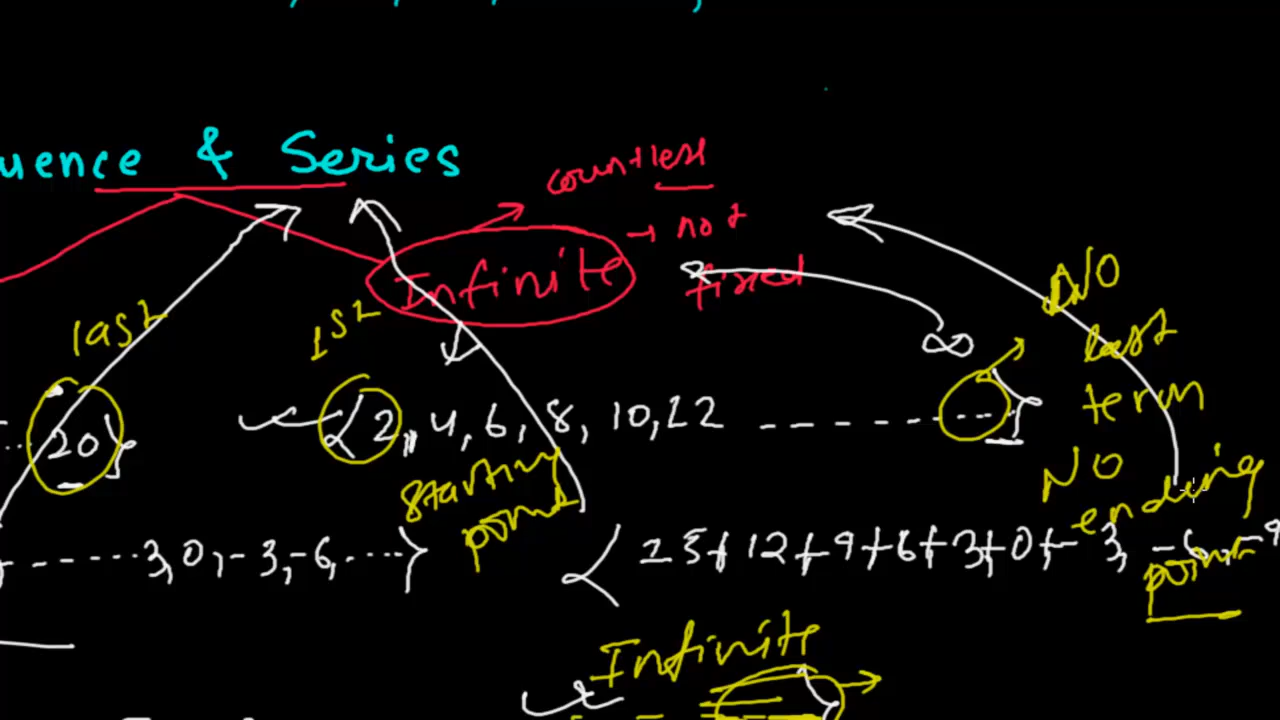 uence & Series
countless
Infinite → not
fixed
last
1st
∞
No
last
term
20}
{2, 4, 6, 8, 10, 12 ------- ...}
No
ending
point
starting
point
-----3, 0, -3, -6, ....}
{ 15+12+9+6+3+0+-3, -6, -9
Infinite